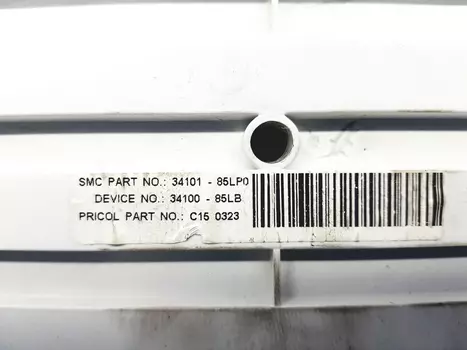 SMC PART NO.: 34101 - 85LP0
DEVICE NO.: 34100 - 85LB
PRICOL PART NO.: C15 0323